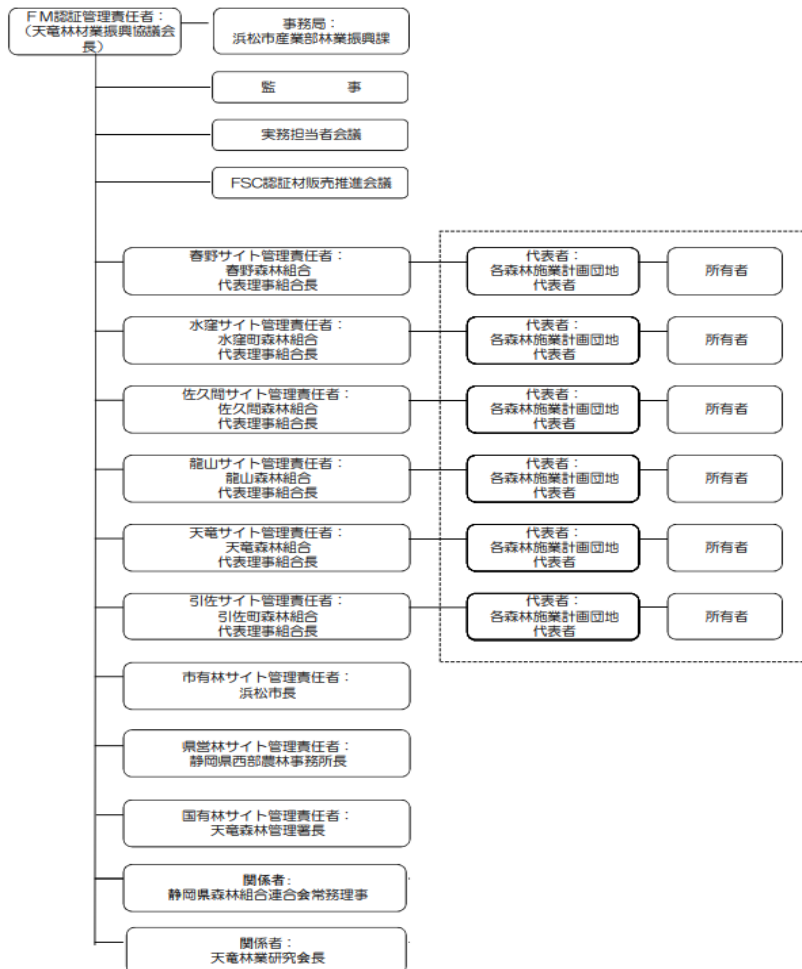 ＦＭ認証管理責任者：
（天竜林材業振興協議会
長）
事務局：
浜松市産業部林業振興課
監　　　事
実務担当者会議
FSC認証材販売推進会議
春野サイト管理責任者：
春野森林組合
代表理事組合長
代表者：
各森林施業計画団地
代表者
所有者
水窪サイト管理責任者：
水窪町森林組合
代表理事組合長
代表者：
各森林施業計画団地
代表者
所有者
佐久間サイト管理責任者：
佐久間森林組合
代表理事組合長
代表者：
各森林施業計画団地
代表者
所有者
龍山サイト管理責任者：
龍山森林組合
代表理事組合長
代表者：
各森林施業計画団地
代表者
所有者
天竜サイト管理責任者：
天竜森林組合
代表理事組合長
代表者：
各森林施業計画団地
代表者
所有者
引佐サイト管理責任者：
引佐町森林組合
代表理事組合長
代表者：
各森林施業計画団地
代表者
所有者
市有林サイト管理責任者：
浜松市長
県営林サイト管理責任者：
静岡県西部農林事務所長
国有林サイト管理責任者：
天竜森林管理署長
関係者：
静岡県森林組合連合会常務理事
関係者：
天竜林業研究会長